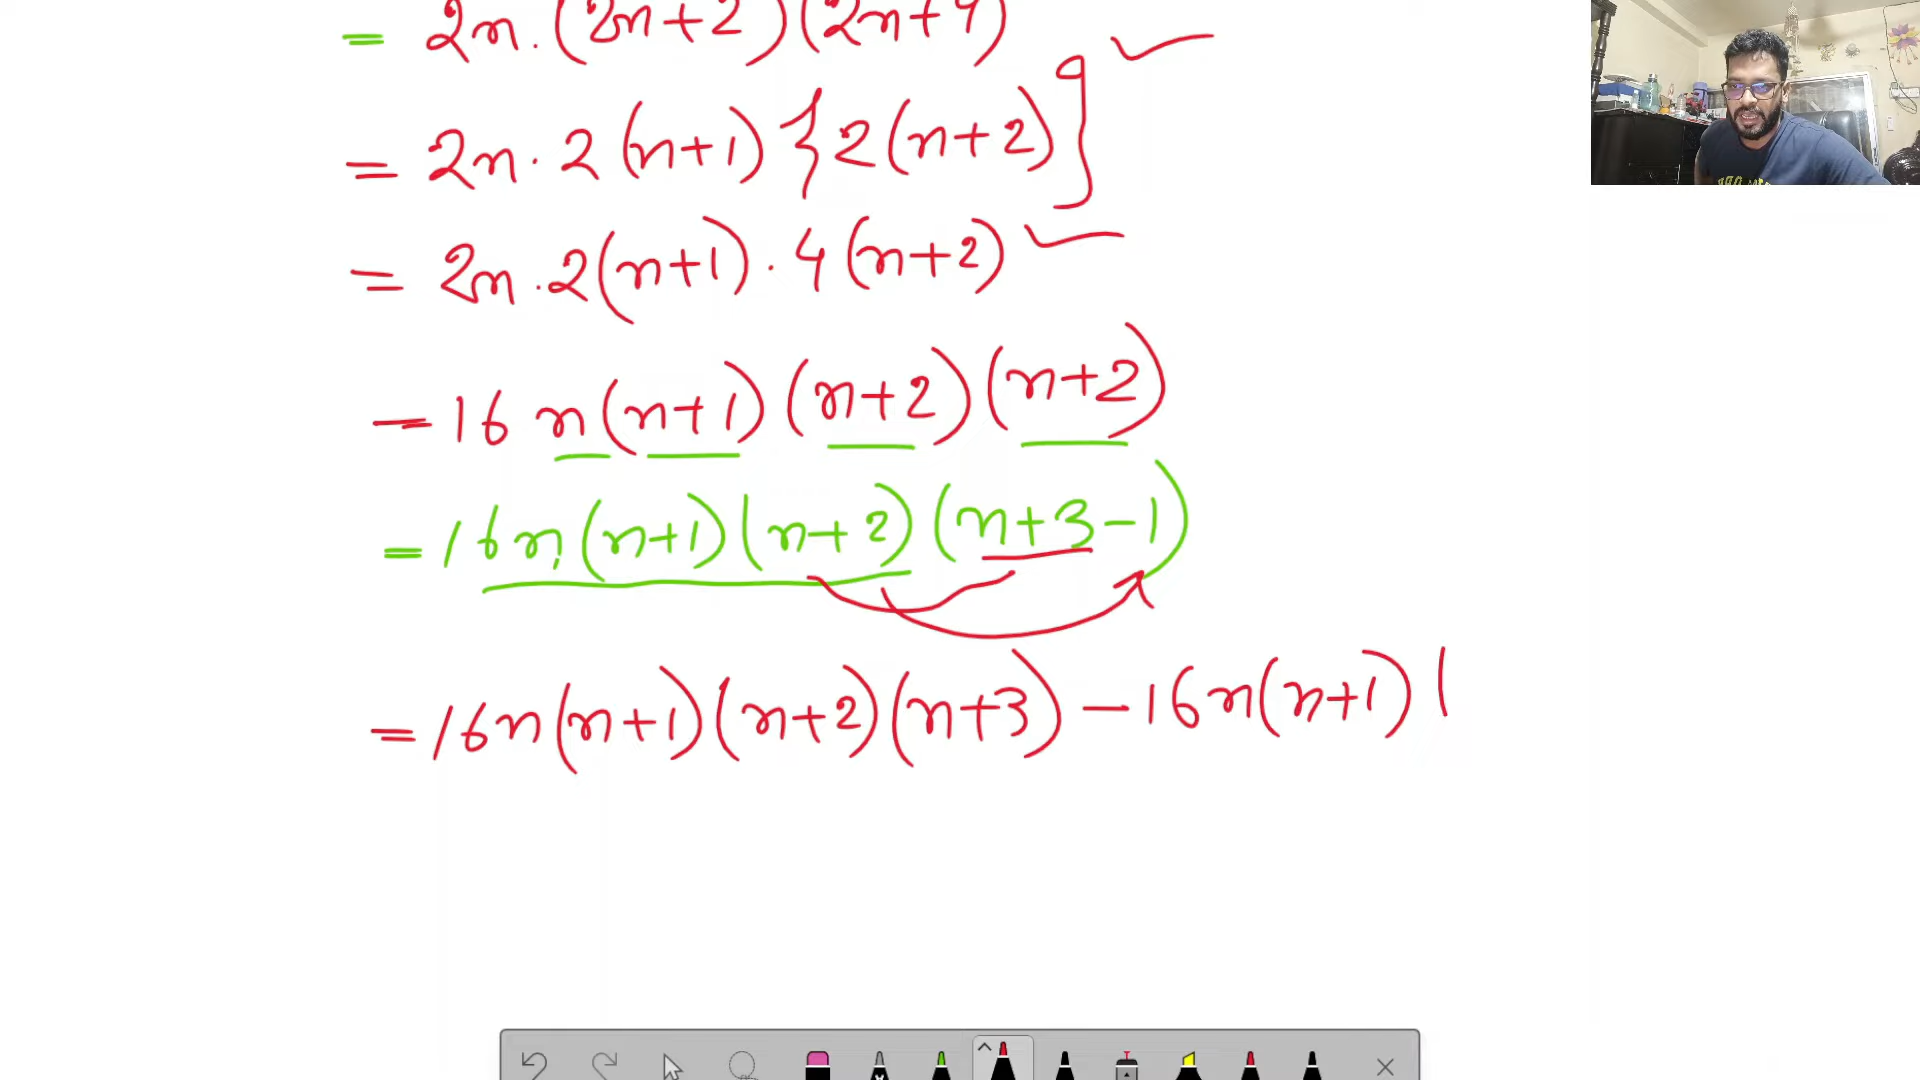 = 2n.(2n+2)(2n+4)
= 2n · 2(n+1) {2(n+2)}
= 2n · 2(n+1) · 4(n+2)
= 16 n(n+1)(n+2)(n+2)
= 16n(n+1)(n+2)(n+3-1)
= 16n(n+1)(n+2)(n+3) - 16n(n+1)(